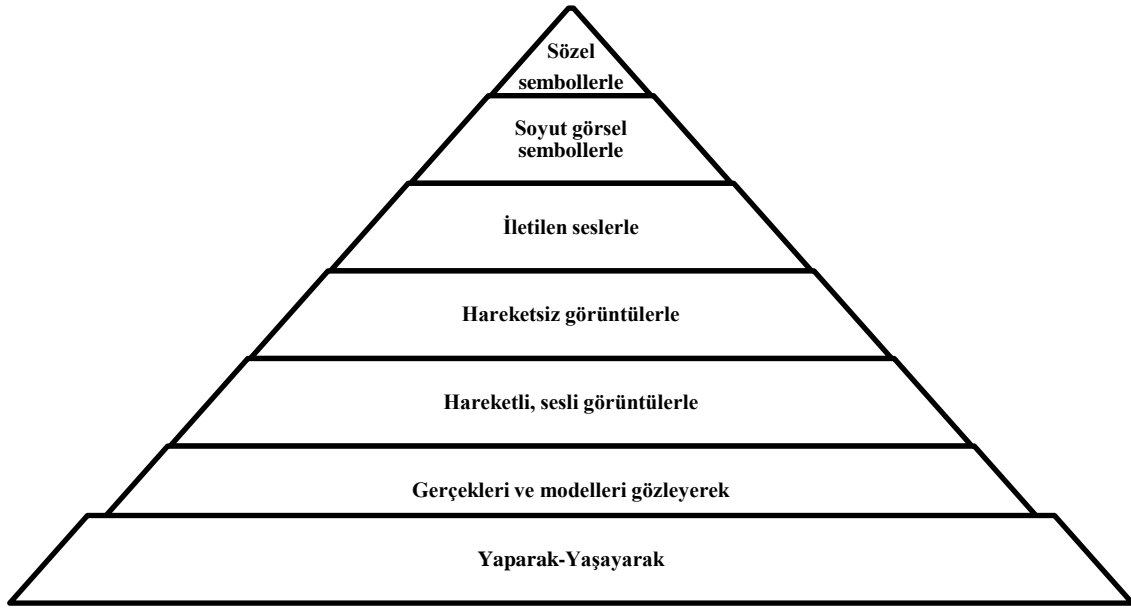 Sözel
sembollerle
Soyut görsel
sembollerle
İletilen seslerle
Hareketsiz görüntülerle
Hareketli, sesli görüntülerle
Gerçekleri ve modelleri gözleyerek
Yaparak-Yaşayarak